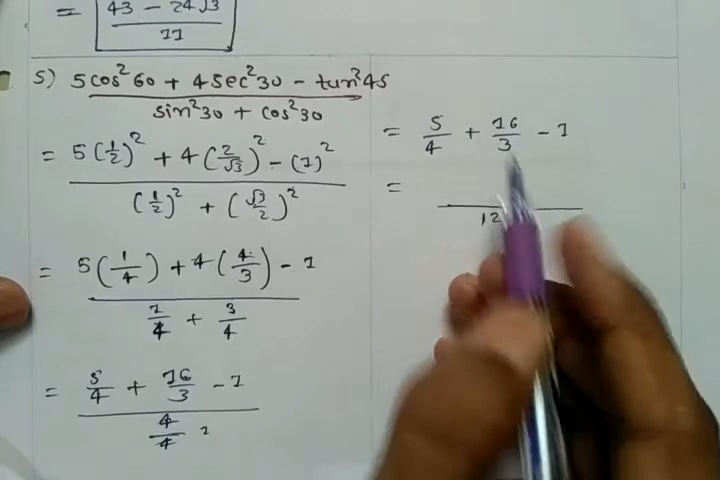 = 43 - 24√3 / 11
5) 5cos²60 + 4sec²30 - tan²45 / sin²30 + cos²30
= 5(1/2)² + 4(2/√3)² - (1)² / (1/2)² + (√3/2)²
= 5(1/4) + 4(4/3) - 1 / 1/4 + 3/4
= 5/4 + 16/3 - 1 / 4/4 1
= 5/4 + 16/3 - 1
= / 12